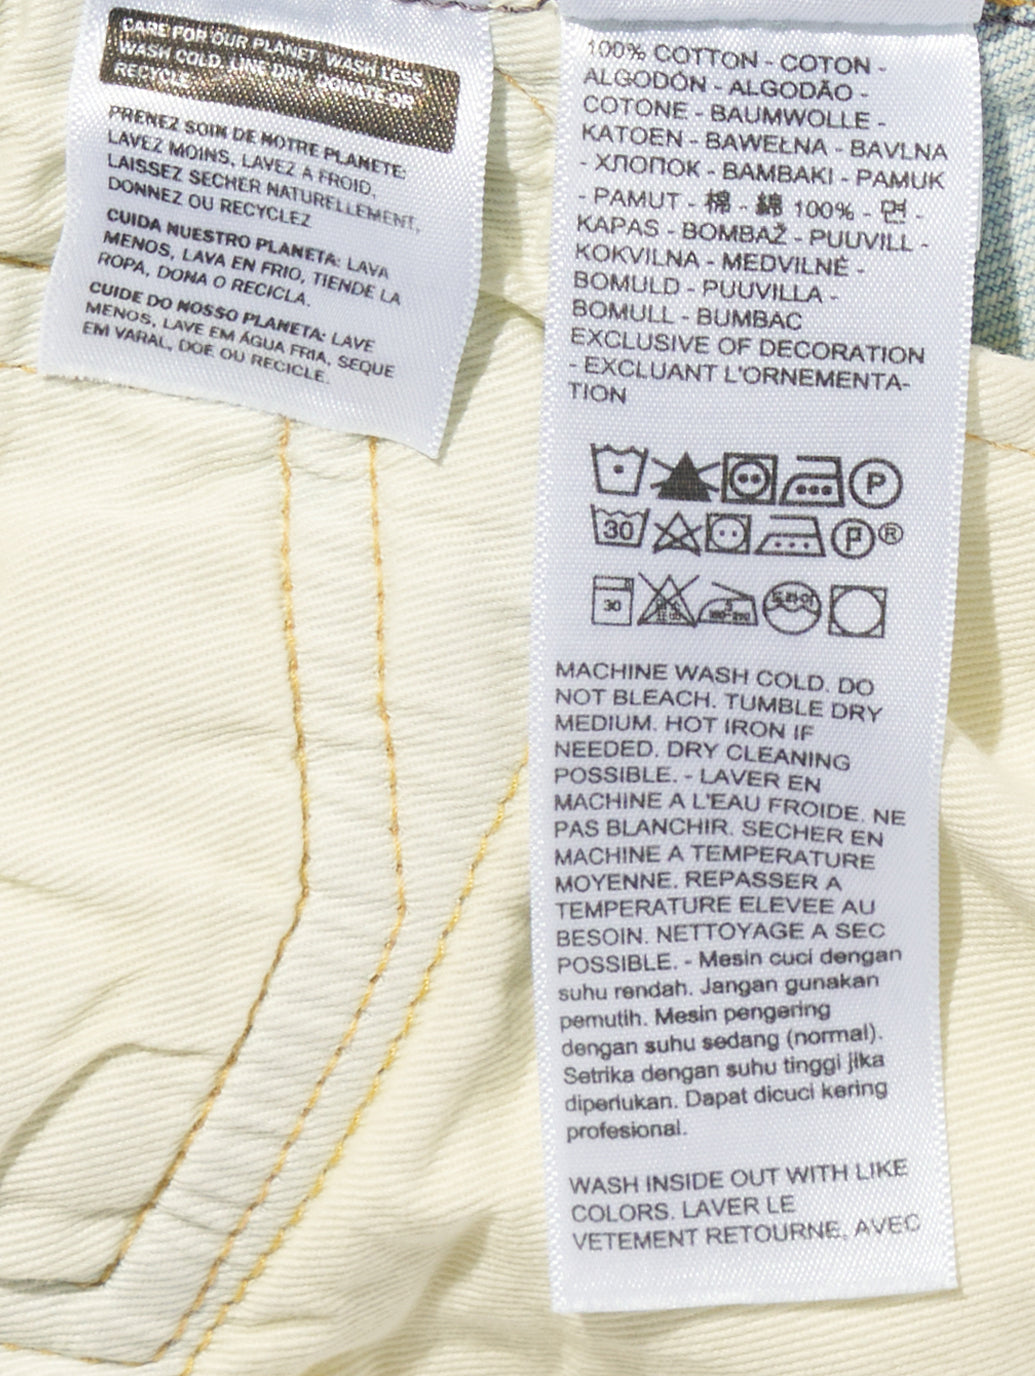 CARE FOR OUR PLANET: WASH LESS,
WASH COLD, LINE DRY, DONATE OR
RECYCLE.
PRENEZ SOIN DE NOTRE PLANETE:
LAVEZ MOINS, LAVEZ A FROID,
LAISSEZ SECHER NATURELLEMENT,
DONNEZ OU RECYCLEZ
CUIDA NUESTRO PLANETA: LAVA
MENOS, LAVA EN FRIO, TIENDE LA
ROPA, DONA O RECICLA.
CUIDE DO NOSSO PLANETA: LAVE
MENOS, LAVE EM ÁGUA FRIA, SEQUE
EM VARAL, DOE OU RECICLE.
100% COTTON - COTON -
ALGODÓN - ALGODÃO -
COTONE - BAUMWOLLE -
KATOEN - BAWEŁNA - BAVLNA
- ХЛОПОК - BAMBAKI - PAMUK
- PAMUT - 棉 - 綿 100% - 면 -
KAPAS - BOMBAŽ - PUUVILL -
KOKVILNA - MEDVILNĖ -
BOMULD - PUUVILLA -
BOMULL - BUMBAC
EXCLUSIVE OF DECORATION
- EXCLUANT L'ORNEMENTA-
TION
P
30 P ®
30
MACHINE WASH COLD. DO
NOT BLEACH. TUMBLE DRY
MEDIUM. HOT IRON IF
NEEDED. DRY CLEANING
POSSIBLE. - LAVER EN
MACHINE A L'EAU FROIDE. NE
PAS BLANCHIR. SECHER EN
MACHINE A TEMPERATURE
MOYENNE. REPASSER A
TEMPERATURE ELEVEE AU
BESOIN. NETTOYAGE A SEC
POSSIBLE. - Mesin cuci dengan
suhu rendah. Jangan gunakan
pemutih. Mesin pengering
dengan suhu sedang (normal).
Setrika dengan suhu tinggi jika
diperlukan. Dapat dicuci kering
profesional.
WASH INSIDE OUT WITH LIKE
COLORS. LAVER LE
VETEMENT RETOURNE, AVEC